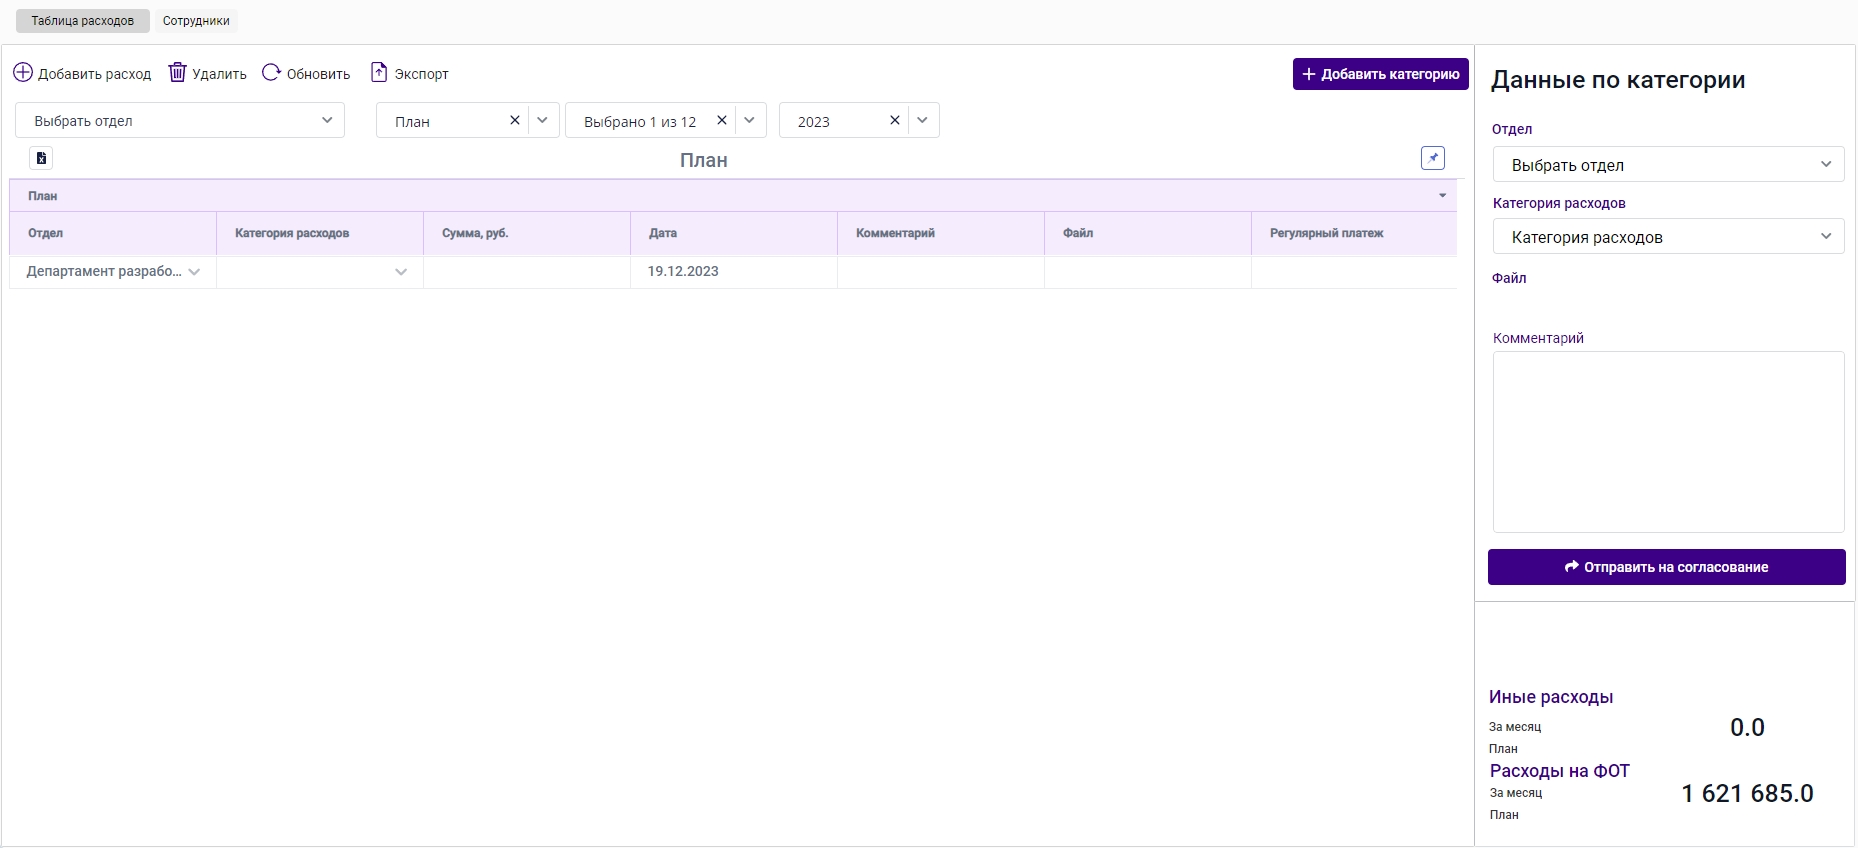 Таблица расходов
Сотрудники
Добавить расход
Удалить
Обновить
Экспорт
Добавить категорию
Выбрать отдел
План
Выбрано 1 из 12
2023
План
План
Отдел
Категория расходов
Сумма, руб.
Дата
Комментарий
Файл
Регулярный платеж
Департамент разрабо...
19.12.2023
Данные по категории
Отдел
Выбрать отдел
Категория расходов
Категория расходов
Файл
Комментарий
Отправить на согласование
Иные расходы
За месяц
0.0
План
Расходы на ФОТ
За месяц
1 621 685.0
План